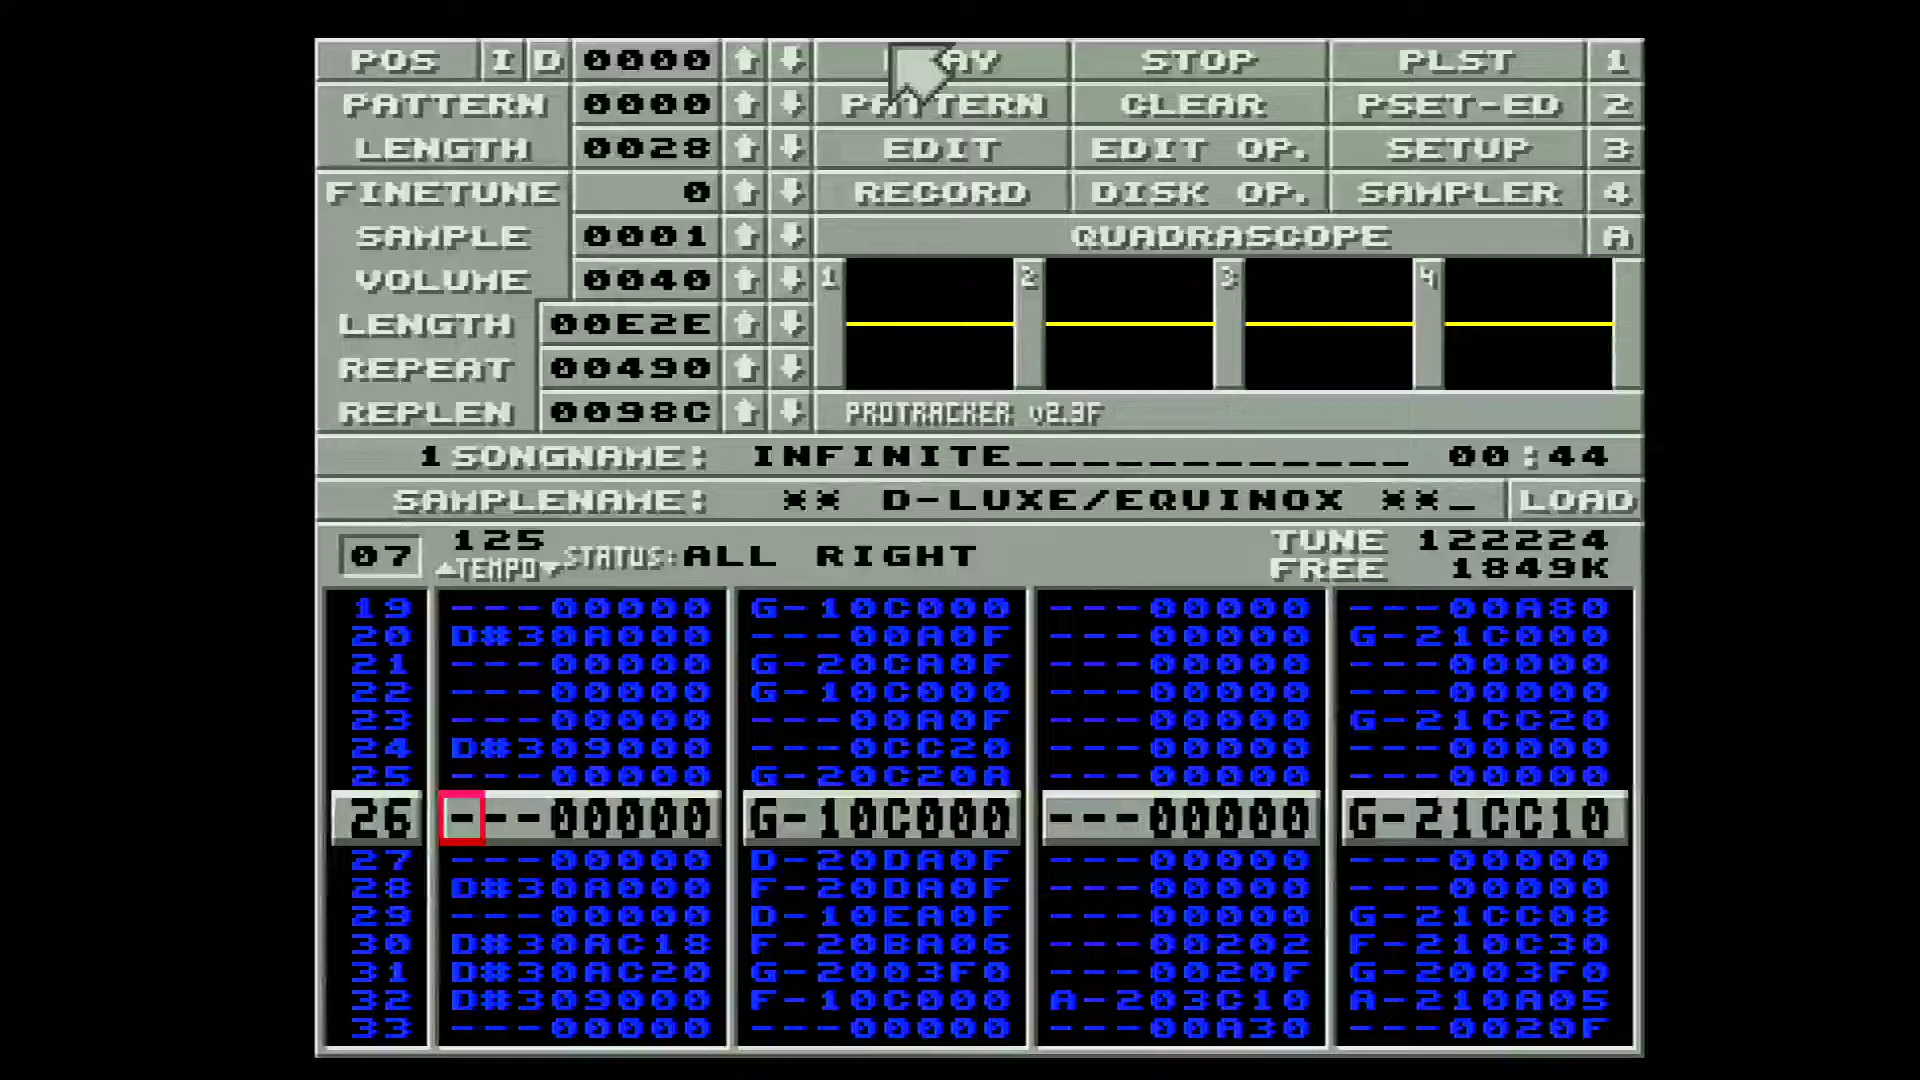 POS I D 0000 PLAY STOP PLST 1
PATTERN 0000 PATTERN CLEAR PSET-ED 2
LENGTH 0028 EDIT EDIT OP. SETUP 3
FINETUNE 0 RECORD DISK OP. SAMPLER 4
SAMPLE 0001 QUADRASCOPE A
VOLUME 0040 1 2 3 4
LENGTH 00E2E
REPEAT 00490
REPLEN 0098C PROTRACKER v2.3F
1 SONGNAME: INFINITE____________ 00:44
SAMPLENAME: ** D-LUXE/EQUINOX **_ LOAD
07 125 TEMPO STATUS: ALL RIGHT TUNE 122224
FREE 1849K
19 ---00000 G-10C000 ---00000 ---00A80
20 D#30A000 ---00A0F ---00000 G-21C000
21 ---00000 G-20CA0F ---00000 ---00000
22 ---00000 G-10C000 ---00000 ---00000
23 ---00000 ---00A0F ---00000 G-21CC20
24 D#309000 ---0CC20 ---00000 ---00000
25 ---00000 G-20C20A ---00000 ---00000
26 ---00000 G-10C000 ---00000 G-21CC10
27 ---00000 D-20DA0F ---00000 ---00000
28 D#30A000 F-20DA0F ---00000 ---00000
29 ---00000 D-10EA0F ---00000 G-21CC08
30 D#30AC18 F-20BA06 ---00202 F-210C30
31 D#30AC20 G-2003F0 ---0020F G-2003F0
32 D#309000 F-10C000 A-203C10 A-210A05
33 ---00000 ---00000 ---00A30 ---0020F